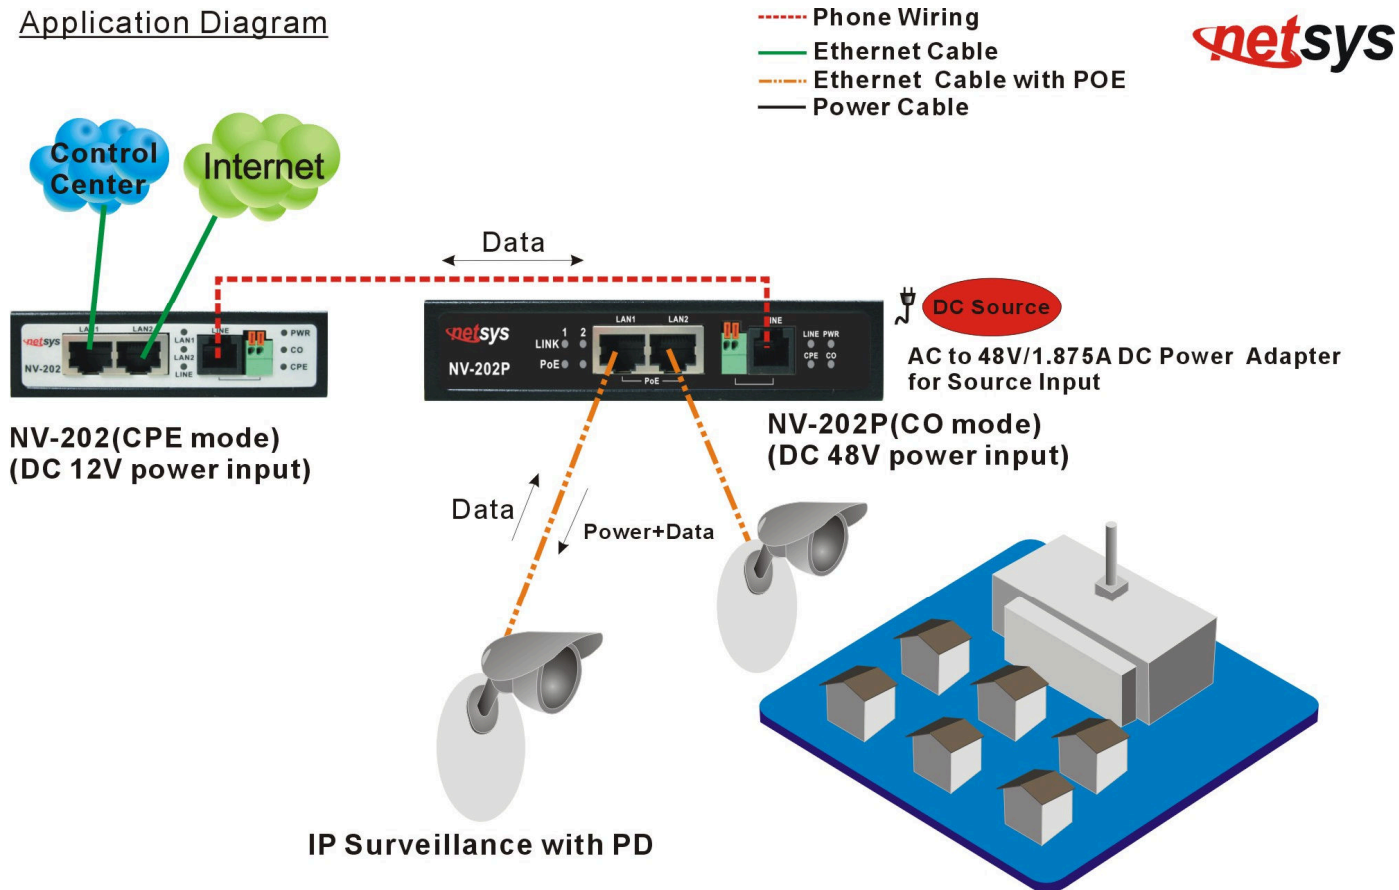 Application Diagram
Phone Wiring
Ethernet Cable
Ethernet Cable with POE
Power Cable
netsys
Control
Center
Internet
Data
netsys
NV-202
LAN1
LAN2
LAN1
LAN2
LINE
LINE
PWR
CO
CPE
netsys
NV-202P
1 2
LINK
PoE
LAN1
LAN2
PoE
LINE
LINE PWR
CPE CO
DC Source
AC to 48V/1.875A DC Power Adapter
for Source Input
NV-202(CPE mode)
(DC 12V power input)
NV-202P(CO mode)
(DC 48V power input)
Data
Power+Data
IP Surveillance with PD